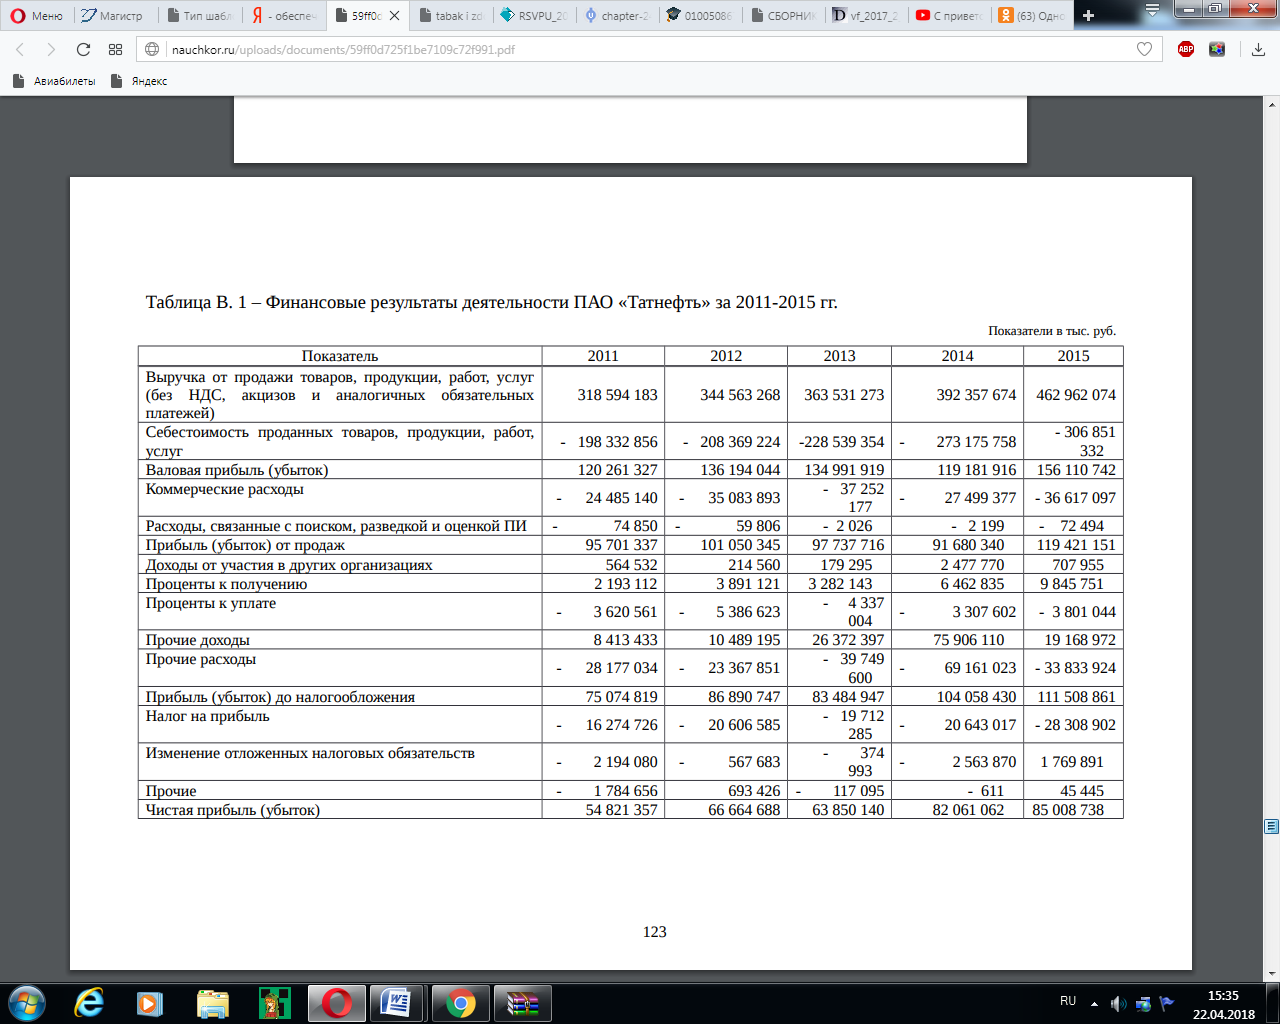 Меню
Магистр
Тип шабл
- обеспеч
59ff0c
tabak i zd
RSVPU_20
chapter-2
01005086
СБОРНИК
vf_2017_2
С привето
(63) Одно
nauchkor.ru/uploads/documents/59ff0d725f1be7109c72f991.pdf
ABP
Авиабилеты
Яндекс
Таблица В. 1 – Финансовые результаты деятельности ПАО «Татнефть» за 2011-2015 гг.
Показатели в тыс. руб.
Показатель 2011 2012 2013 2014 2015
Выручка от продажи товаров, продукции, работ, услуг
(без НДС, акцизов и аналогичных обязательных 318 594 183 344 563 268 363 531 273 392 357 674 462 962 074
платежей)
Себестоимость проданных товаров, продукции, работ, - 306 851
услуг - 198 332 856 - 208 369 224 -228 539 354 - 273 175 758 332
Валовая прибыль (убыток) 120 261 327 136 194 044 134 991 919 119 181 916 156 110 742
Коммерческие расходы - 24 485 140 - 35 083 893 - 37 252 - 27 499 377 - 36 617 097
177
Расходы, связанные с поиском, разведкой и оценкой ПИ - 74 850 - 59 806 - 2 026 - 2 199 - 72 494
Прибыль (убыток) от продаж 95 701 337 101 050 345 97 737 716 91 680 340 119 421 151
Доходы от участия в других организациях 564 532 214 560 179 295 2 477 770 707 955
Проценты к получению 2 193 112 3 891 121 3 282 143 6 462 835 9 845 751
Проценты к уплате - 3 620 561 - 5 386 623 - 4 337 - 3 307 602 - 3 801 044
004
Прочие доходы 8 413 433 10 489 195 26 372 397 75 906 110 19 168 972
Прочие расходы - 28 177 034 - 23 367 851 - 39 749 - 69 161 023 - 33 833 924
600
Прибыль (убыток) до налогообложения 75 074 819 86 890 747 83 484 947 104 058 430 111 508 861
Налог на прибыль - 16 274 726 - 20 606 585 - 19 712 - 20 643 017 - 28 308 902
285
Изменение отложенных налоговых обязательств - 2 194 080 - 567 683 - 374 - 2 563 870 1 769 891
993
Прочие - 1 784 656 693 426 - 117 095 - 611 45 445
Чистая прибыль (убыток) 54 821 357 66 664 688 63 850 140 82 061 062 85 008 738
123
RU
15:35
22.04.2018